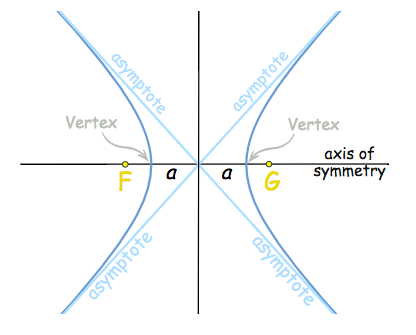 asymptote
asymptote
Vertex
Vertex
axis of
symmetry
F
a
a
G
asymptote
asymptote